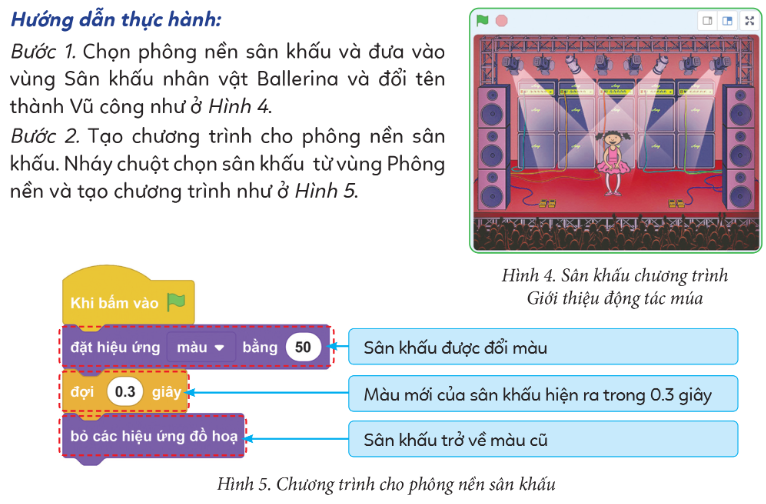 Hướng dẫn thực hành:
Bước 1. Chọn phông nền sân khấu và đưa vào
vùng Sân khấu nhân vật Ballerina và đổi tên
thành Vũ công như ở Hình 4.
Bước 2. Tạo chương trình cho phông nền sân
khấu. Nháy chuột chọn sân khấu từ vùng Phông
nền và tạo chương trình như ở Hình 5.
Hình 4. Sân khấu chương trình
Giới thiệu động tác múa
Khi bấm vào
đặt hiệu ứng màu bằng 50
Sân khấu được đổi màu
đợi 0.3 giây
Màu mới của sân khấu hiện ra trong 0.3 giây
bỏ các hiệu ứng đồ hoạ
Sân khấu trở về màu cũ
Hình 5. Chương trình cho phông nền sân khấu